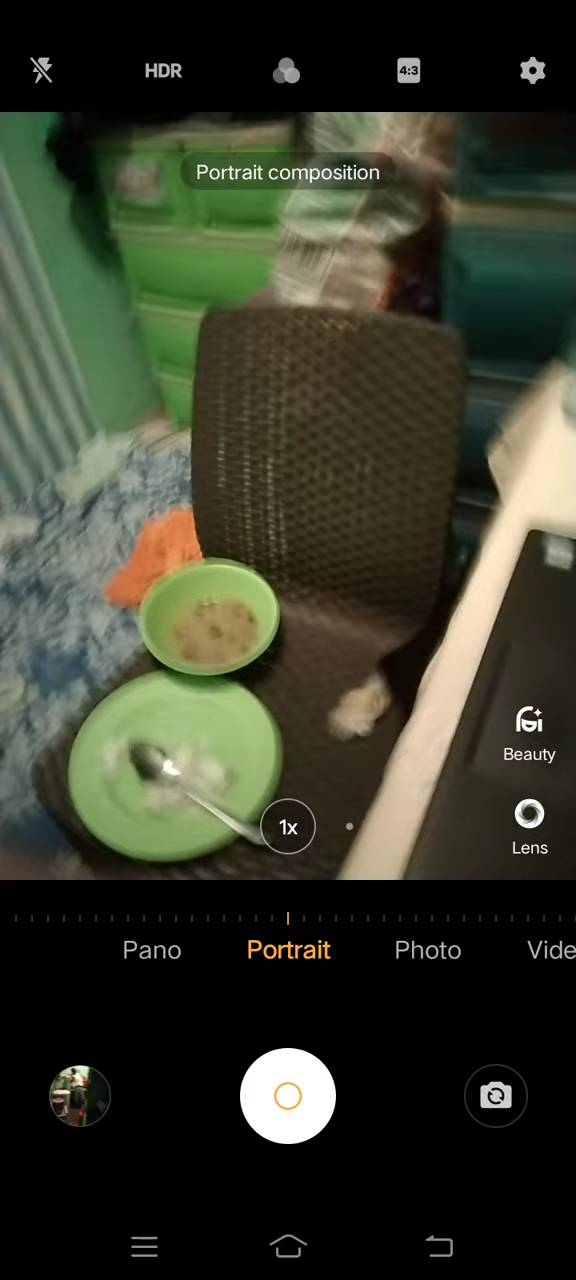 HDR
4:3
Portrait composition
1x
Beauty
Lens
Pano
Portrait
Photo
Vide